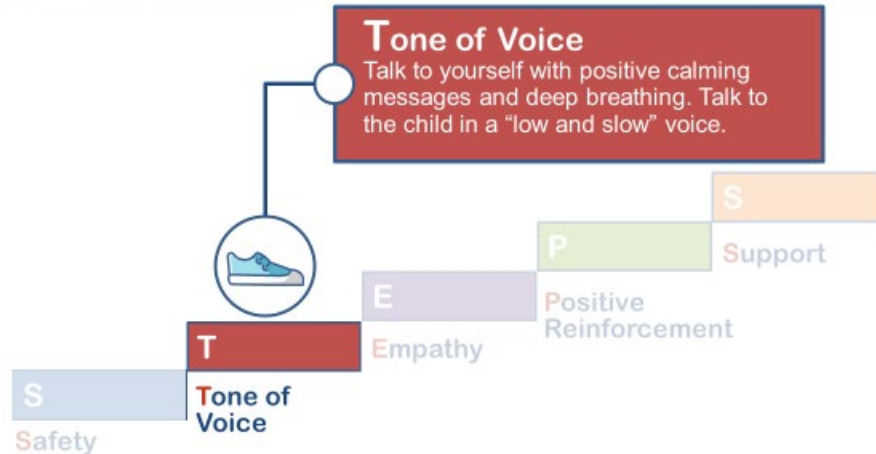 Tone of Voice
Talk to yourself with positive calming
messages and deep breathing. Talk to
the child in a “low and slow” voice.
S
Support
P
Positive
Reinforcement
E
Empathy
T
Tone of
Voice
S
Safety